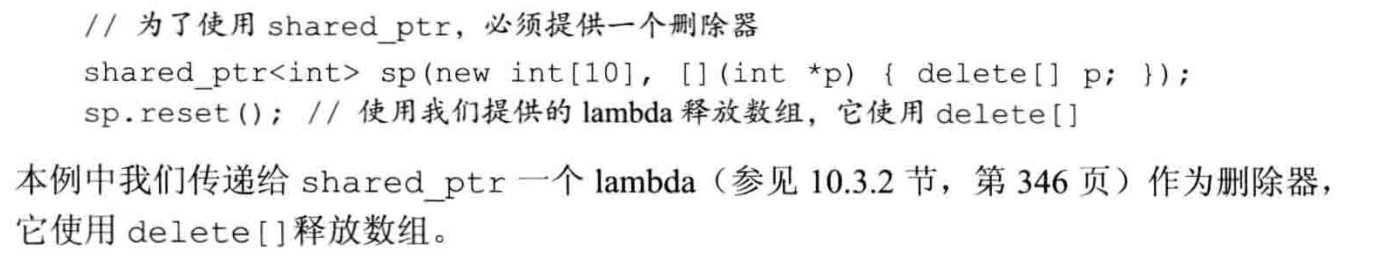 // 为了使用 shared_ptr，必须提供一个删除器
shared_ptr<int> sp(new int[10], [](int *p) { delete[] p; });
sp.reset(); // 使用我们提供的 lambda 释放数组，它使用 delete[]
本例中我们传递给 shared_ptr 一个 lambda（参见 10.3.2 节，第 346 页）作为删除器，
它使用 delete[]释放数组。